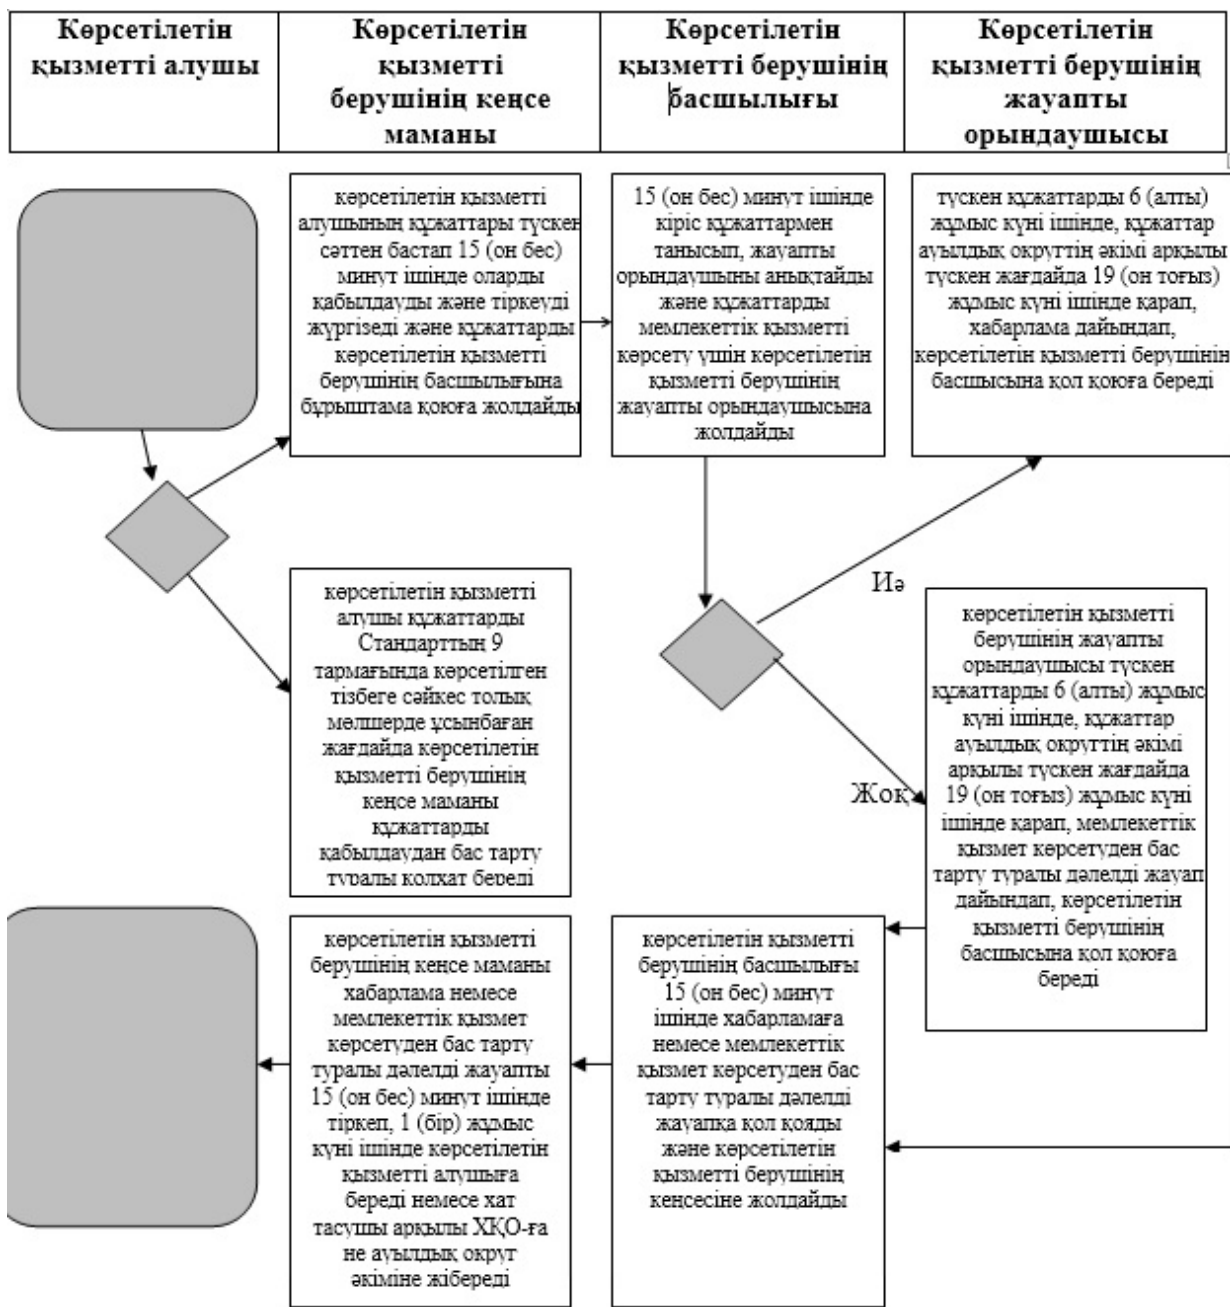 Көрсетілетін
қызметті алушы
Көрсетілетін
қызметті
берушінің кеңсе
маманы
Көрсетілетін
қызметті берушінің
басшылығы
Көрсетілетін
қызметті берушінің
жауапты
орындаушысы
көрсетілетін қызметті
алушының құжаттары түскен
сәттен бастап 15 (он бес)
минут ішінде оларды
қабылдауды және тіркеуді
жүргізеді және құжаттарды
көрсетілетін қызметті
берушінің басшылығына
бұрыштама қоюға жолдайды
15 (он бес) минут ішінде
кіріс құжаттармен
танысып, жауапты
орындаушыны анықтайды
және құжаттарды
мемлекеттік қызметті
көрсету үшін көрсетілетін
қызметті берушінің
жауапты орындаушысына
жолдайды
түскен құжаттарды 6 (алты)
жұмыс күні ішінде, құжаттар
ауылдық округтің әкімі арқылы
түскен жағдайда 19 (он тоғыз)
жұмыс күні ішінде қарап,
хабарлама дайындап,
көрсетілетін қызметті берушінің
басшысына қол қоюға береді
көрсетілетін қызметті
алушы құжаттарды
Стандарттың 9
тармағында көрсетілген
тізбеге сәйкес толық
мөлшерде ұсынбаған
жағдайда көрсетілетін
қызметті берушінің
кеңсе маманы
құжаттарды
қабылдаудан бас тарту
туралы қолхат береді
Иә
Жоқ
көрсетілетін қызметті
берушінің жауапты
орындаушысы түскен
құжаттарды 6 (алты) жұмыс
күні ішінде, құжаттар
ауылдық округтің әкімі
арқылы түскен жағдайда
19 (он тоғыз) жұмыс күні
ішінде қарап, мемлекеттік
қызмет көрсетуден бас
тарту туралы дәлелді жауап
дайындап, көрсетілетін
қызметті берушінің
басшысына қол қоюға
береді
көрсетілетін қызметті
берушінің кеңсе маманы
хабарлама немесе
мемлекеттік қызмет
көрсетуден бас тарту
туралы дәлелді жауапты
15 (он бес) минут ішінде
тіркеп, 1 (бір) жұмыс
күні ішінде көрсетілетін
қызметті алушыға
береді немесе хат
тасушы арқылы ХҚО-ға
не ауылдық округ
әкіміне жібереді
көрсетілетін қызметті
берушінің басшылығы
15 (он бес) минут
ішінде хабарламаға
немесе мемлекеттік
қызмет көрсетуден бас
тарту туралы дәлелді
жауапқа қол қояды
және көрсетілетін
қызметті берушінің
кеңсесіне жолдайды